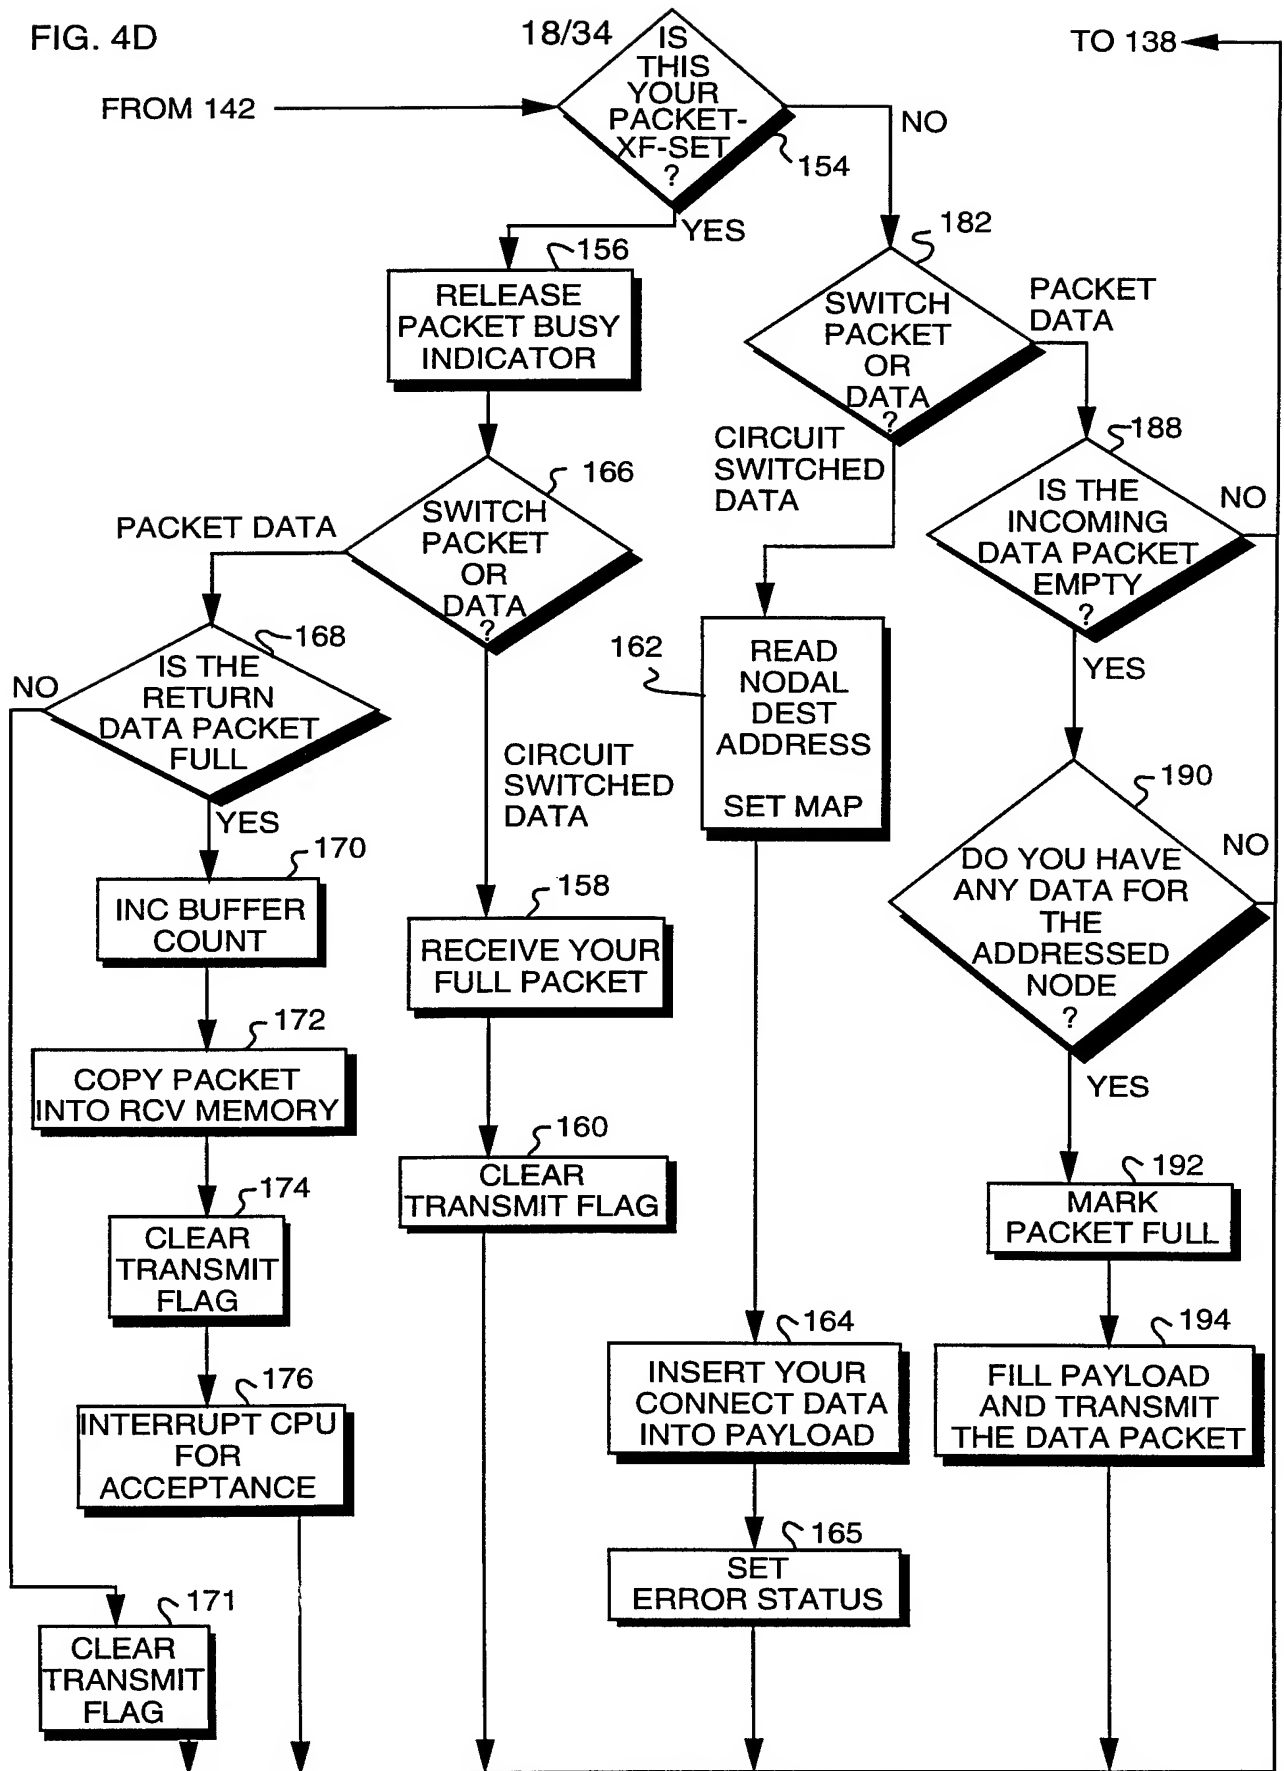 FIG. 4D
18/34
TO 138
FROM 142
IS
THIS
YOUR
PACKET-
XF-SET
?
154
NO
YES
156
RELEASE
PACKET BUSY
INDICATOR
182
SWITCH
PACKET
OR
DATA
?
PACKET
DATA
CIRCUIT
SWITCHED
DATA
166
SWITCH
PACKET
OR
DATA
?
PACKET DATA
188
IS THE
INCOMING
DATA PACKET
EMPTY
?
NO
YES
168
IS THE
RETURN
DATA PACKET
FULL
NO
YES
CIRCUIT
SWITCHED
DATA
162
READ
NODAL
DEST
ADDRESS
SET MAP
190
DO YOU HAVE
ANY DATA FOR
THE
ADDRESSED
NODE
?
NO
YES
170
INC BUFFER
COUNT
158
RECEIVE YOUR
FULL PACKET
172
COPY PACKET
INTO RCV MEMORY
160
CLEAR
TRANSMIT FLAG
192
MARK
PACKET FULL
174
CLEAR
TRANSMIT
FLAG
164
INSERT YOUR
CONNECT DATA
INTO PAYLOAD
194
FILL PAYLOAD
AND TRANSMIT
THE DATA PACKET
176
INTERRUPT CPU
FOR
ACCEPTANCE
165
SET
ERROR STATUS
171
CLEAR
TRANSMIT
FLAG